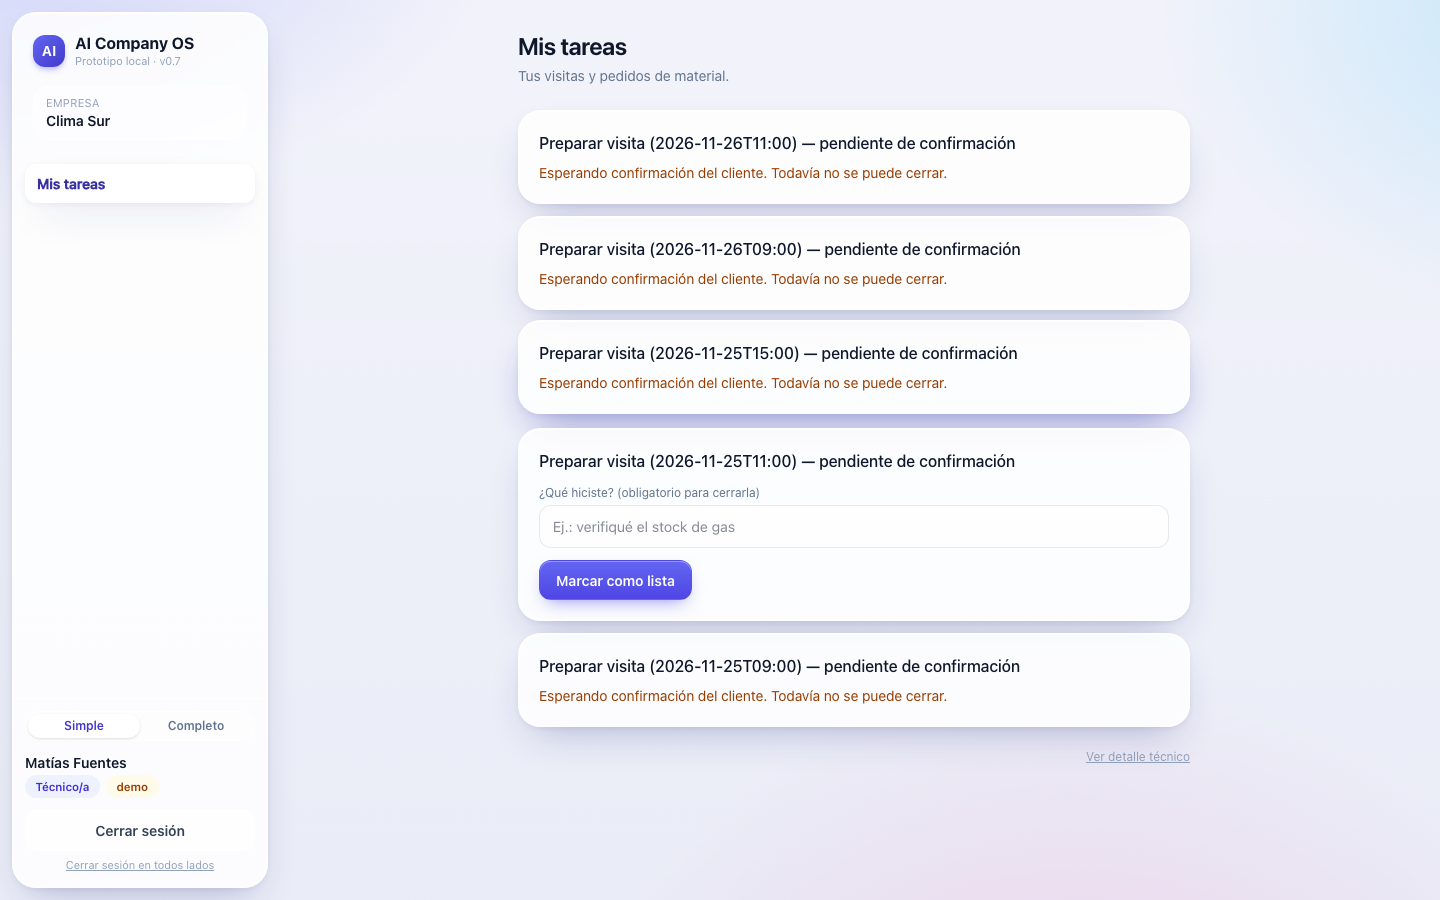 AI
AI Company OS
Prototipo local · v0.7
EMPRESA
Clima Sur
Mis tareas
Simple
Completo
Matías Fuentes
Técnico/a
demo
Cerrar sesión
Cerrar sesión en todos lados
Mis tareas
Tus visitas y pedidos de material.
Preparar visita (2026-11-26T11:00) — pendiente de confirmación
Esperando confirmación del cliente. Todavía no se puede cerrar.
Preparar visita (2026-11-26T09:00) — pendiente de confirmación
Esperando confirmación del cliente. Todavía no se puede cerrar.
Preparar visita (2026-11-25T15:00) — pendiente de confirmación
Esperando confirmación del cliente. Todavía no se puede cerrar.
Preparar visita (2026-11-25T11:00) — pendiente de confirmación
¿Qué hiciste? (obligatorio para cerrarla)
Ej.: verifiqué el stock de gas
Marcar como lista
Preparar visita (2026-11-25T09:00) — pendiente de confirmación
Esperando confirmación del cliente. Todavía no se puede cerrar.
Ver detalle técnico